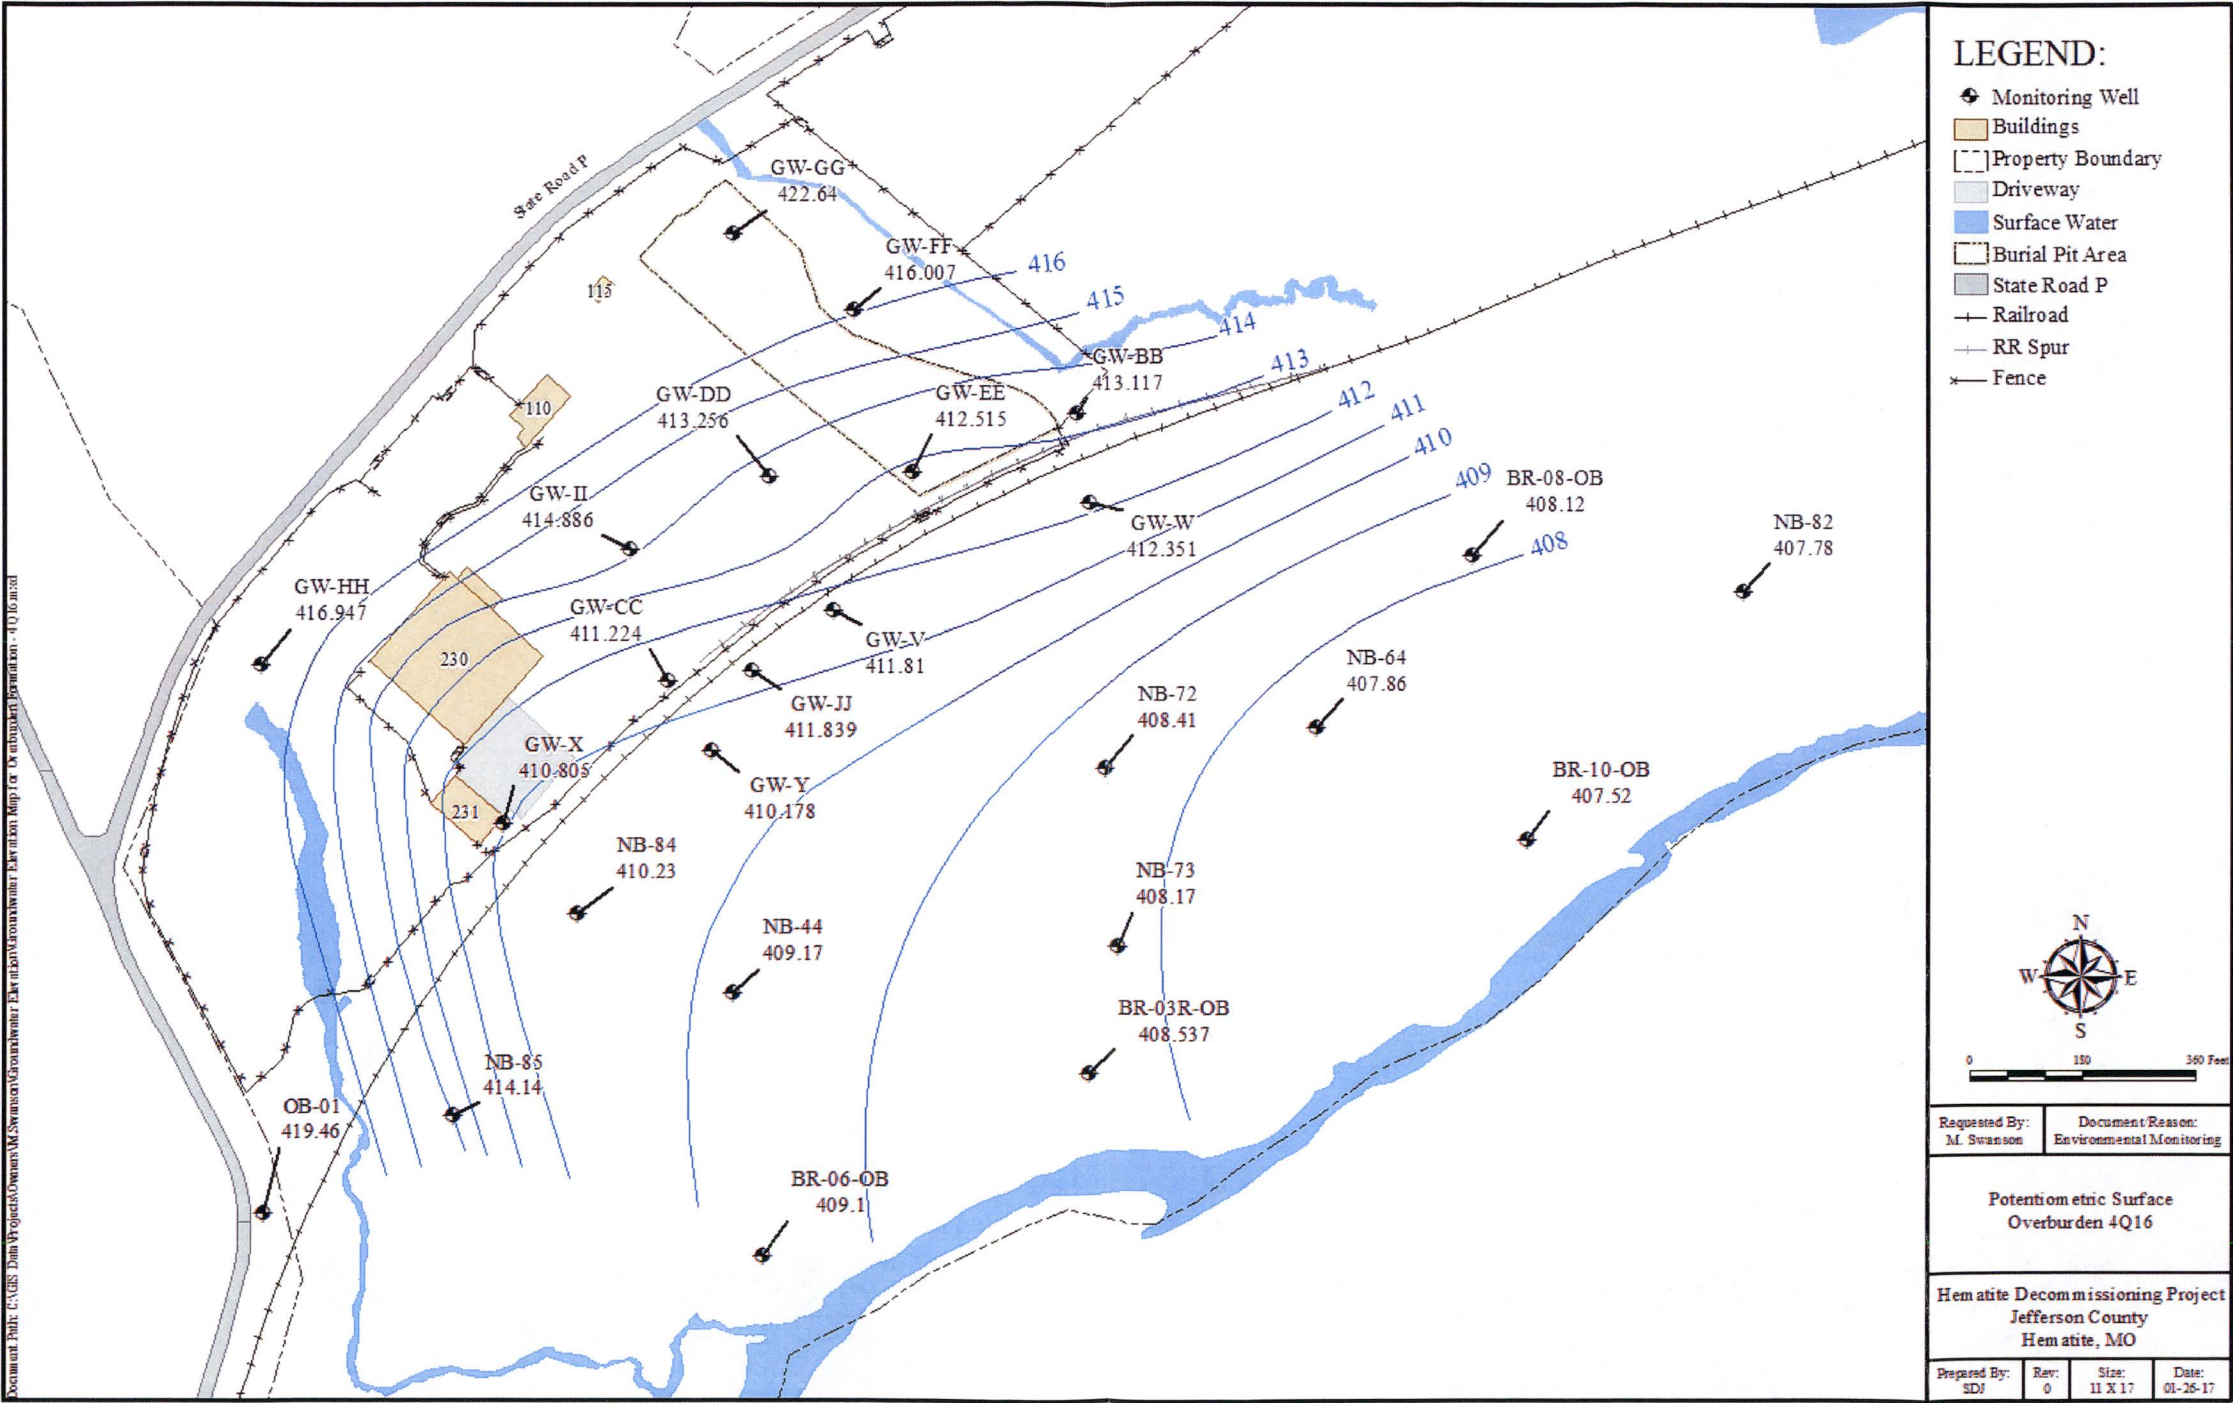 State Road P
GW-GG
422.64
GW-FF
416.007
416
415
414
413
412
411
410
409
408
115
GW-BB
413.117
GW-DD
413.256
GW-EE
412.515
110
GW-II
414.886
GW-W
412.351
BR-08-OB
408.12
NB-82
407.78
GW-HH
416.947
GW-CC
411.224
GW-V
411.81
230
NB-64
407.86
GW-JJ
411.839
NB-72
408.41
GW-X
410.805
GW-Y
410.178
BR-10-OB
407.52
231
NB-84
410.23
NB-73
408.17
NB-44
409.17
BR-03R-OB
408.537
NB-85
414.14
OB-01
419.46
BR-06-OB
409.1
LEGEND:
Monitoring Well
Buildings
Property Boundary
Driveway
Surface Water
Burial Pit Area
State Road P
Railroad
RR Spur
Fence
N
W
E
S
0 180 360 Feet
Requested By:
M. Swanson
Document/Reason:
Environmental Monitoring
Potentiometric Surface
Overburden 4Q16
Hematite Decommissioning Project
Jefferson County
Hematite, MO
Prepared By:
SDJ
Rev:
0
Size:
11 X 17
Date:
01-26-17